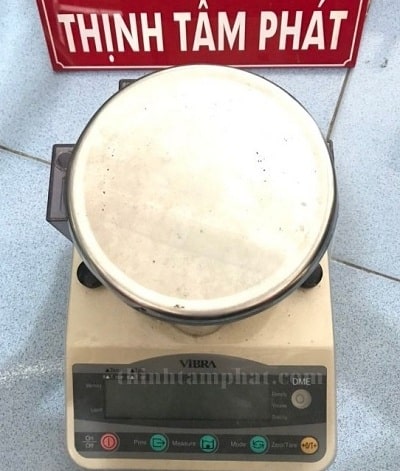 THỊNH TÂM PHÁT
ViBRA
thinhtamphat.com
DME
Print
Measure
Mode
Zero/Tare